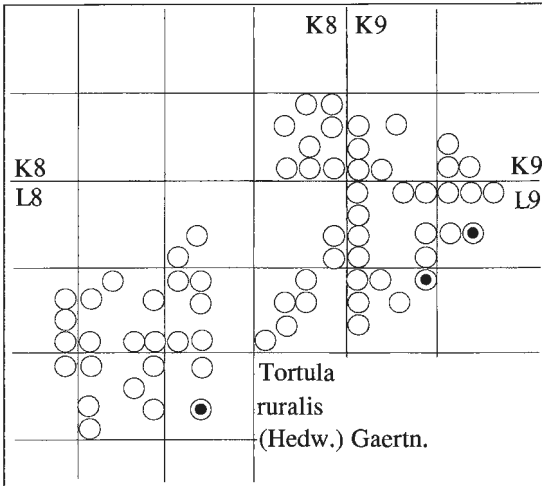 K8 K9
K8 K9
L8 L9
Tortula
ruralis
(Hedw.) Gaertn.